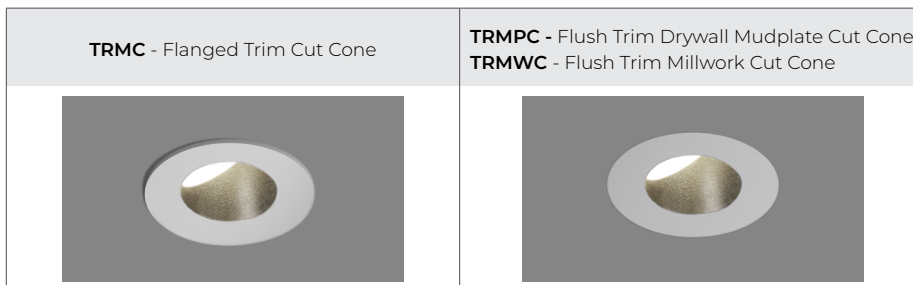 TRMC - Flanged Trim Cut Cone
TRMPC - Flush Trim Drywall Mudplate Cut Cone
TRMWC - Flush Trim Millwork Cut Cone